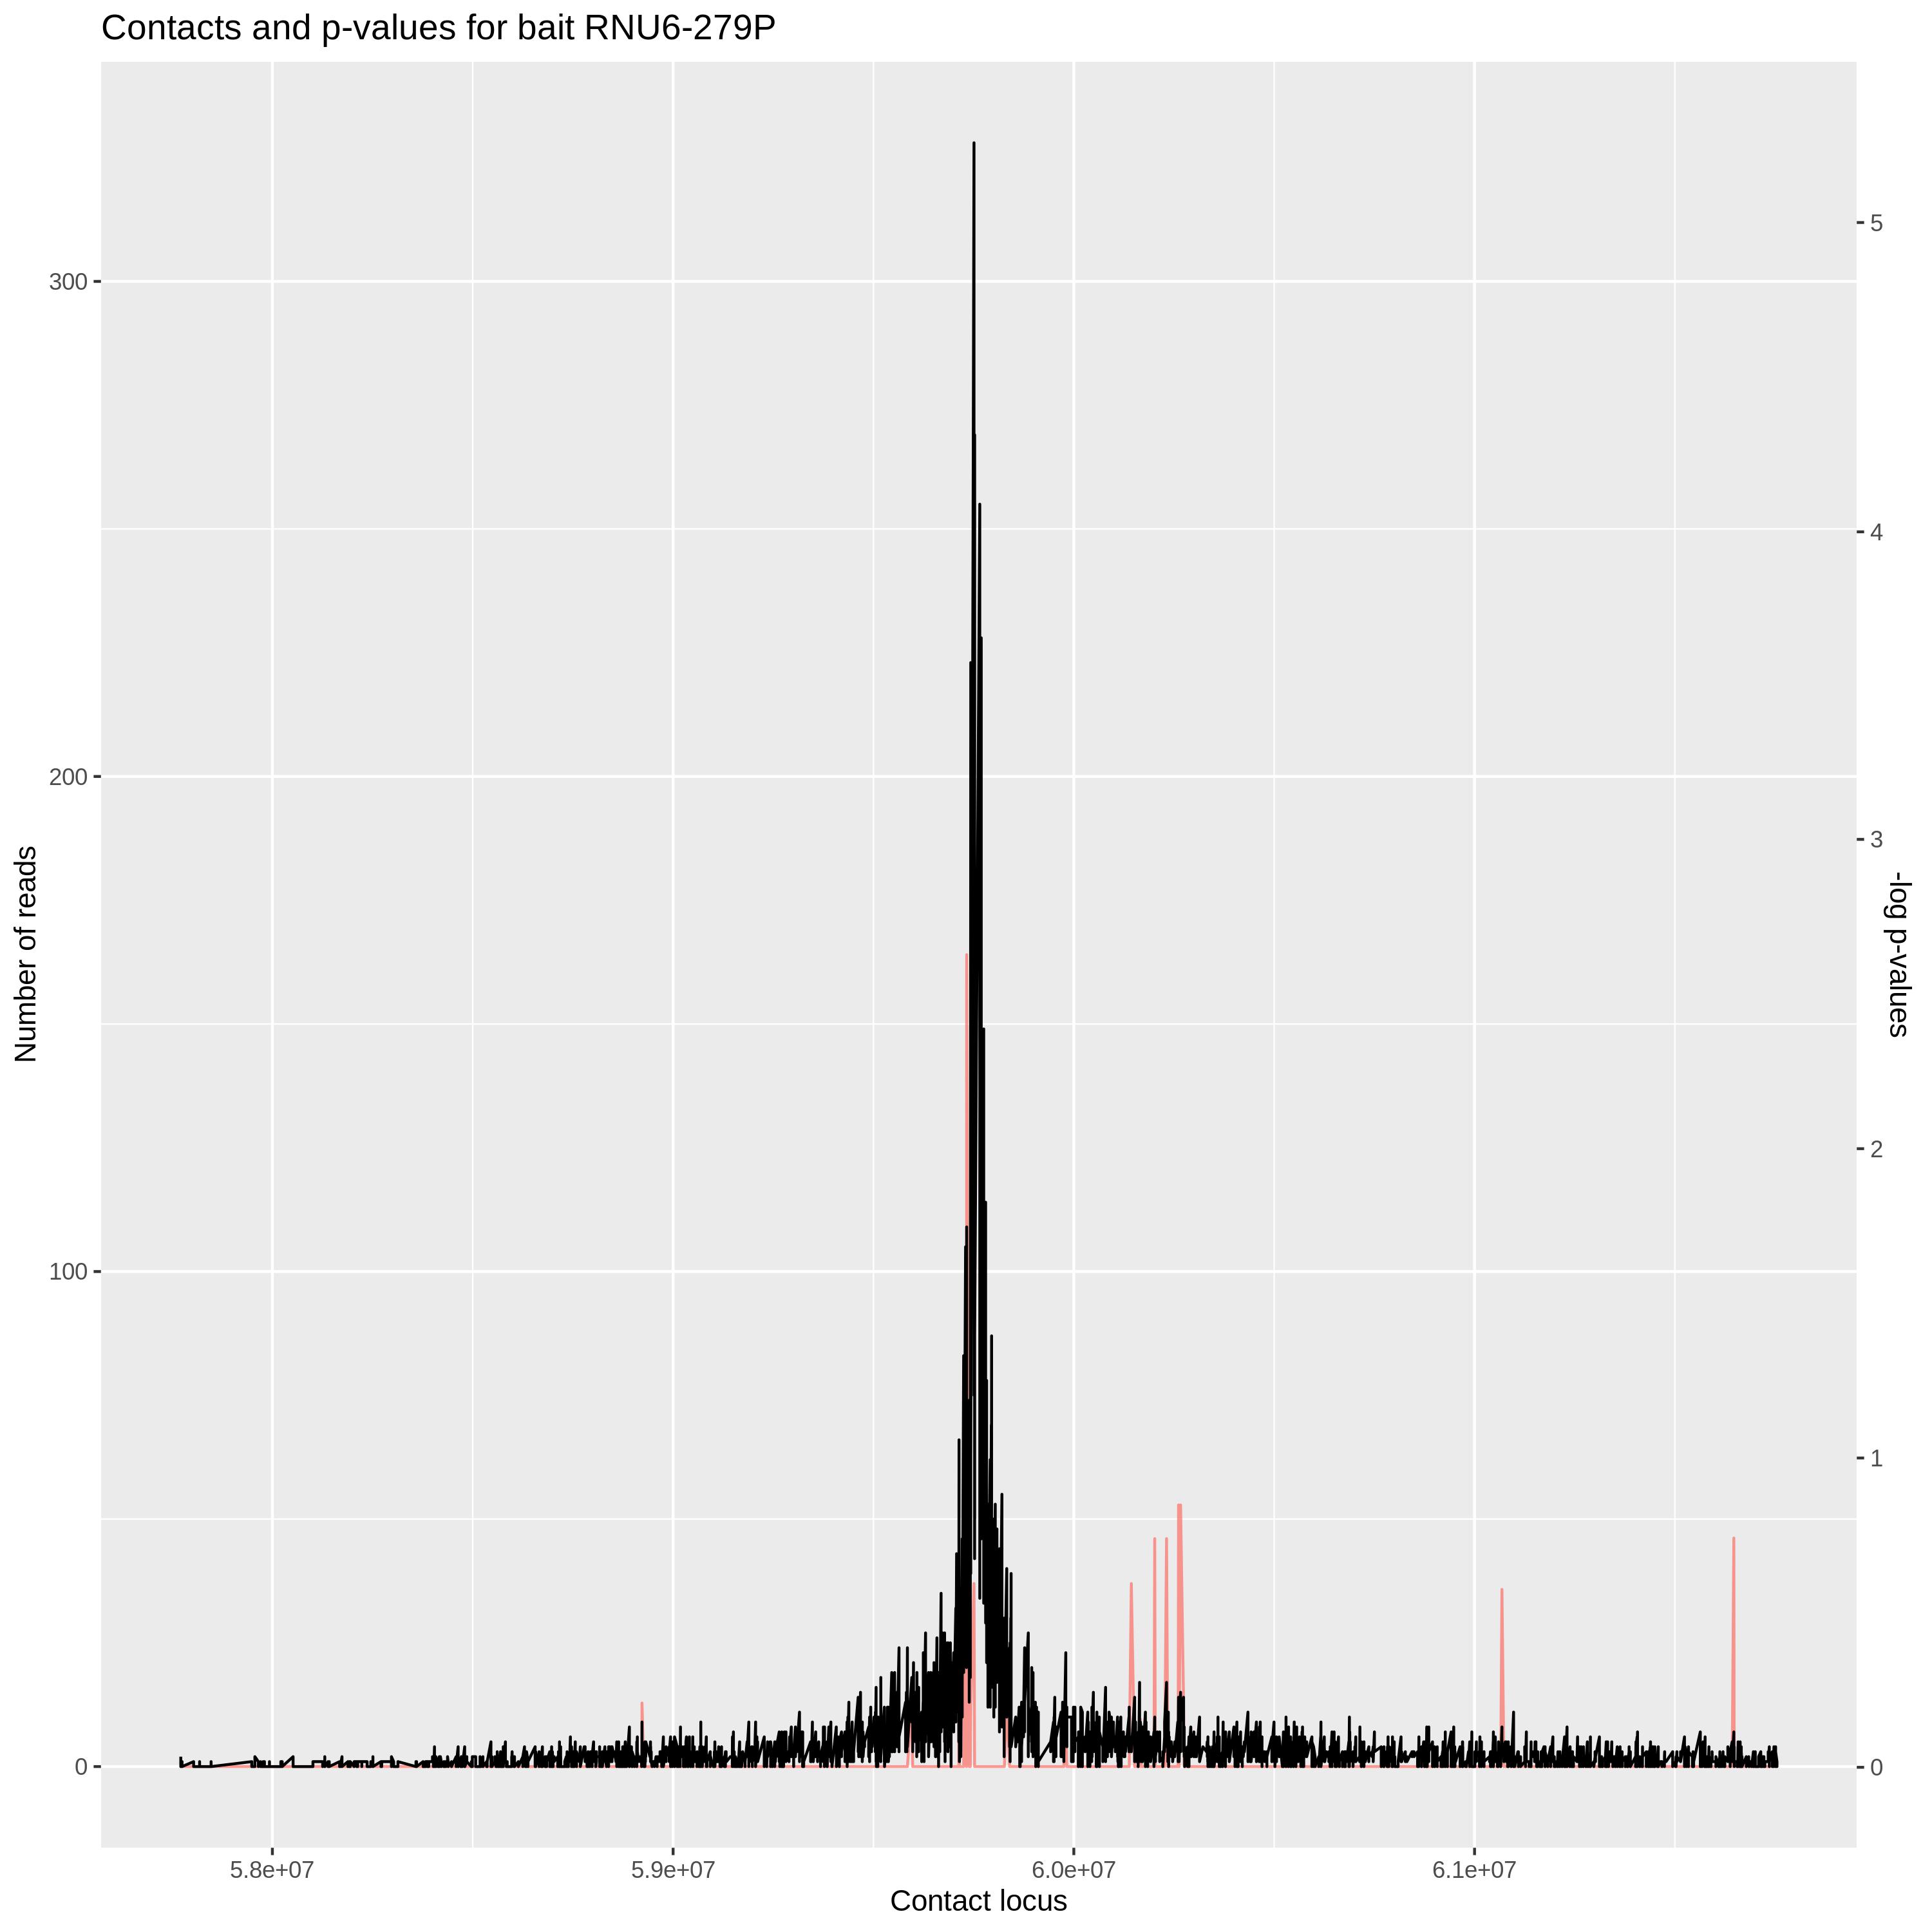 Contacts and p-values for bait RNU6-279P
Number of reads
300
200
100
0
-log p-values
5
4
3
2
1
0
5.8e+07
5.9e+07
6.0e+07
6.1e+07
Contact locus